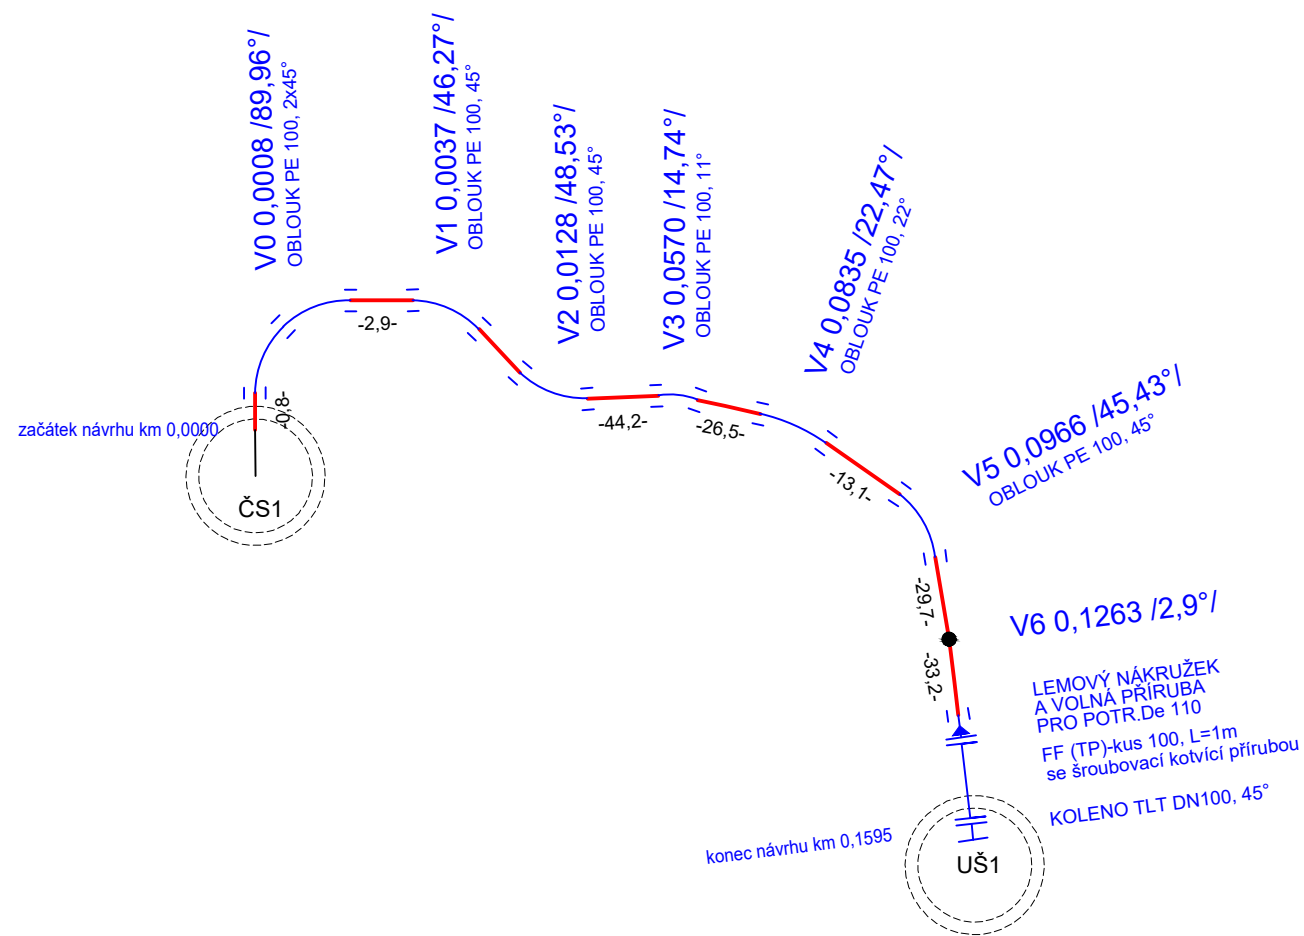 V0 0,0008 /89,96°/
OBLOUK PE 100, 2x45°
V1 0,0037 /46,27°/
OBLOUK PE 100, 45°
V2 0,0128 /48,53°/
OBLOUK PE 100, 45°
V3 0,0570 /14,74°/
OBLOUK PE 100, 11°
V4 0,0835 /22,47°/
OBLOUK PE 100, 22°
V5 0,0966 /45,43°/
OBLOUK PE 100, 45°
-2,9-
-0,8-
-44,2-
-26,5-
-13,1-
-29,7-
-33,2-
začátek návrhu km 0,0000
ČS1
V6 0,1263 /2,9°/
LEMOVÝ NÁKRUŽEK
A VOLNÁ PŘÍRUBA
PRO POTR.De 110
FF (TP)-kus 100, L=1m
se šroubovací kotvící přírubou
KOLENO TLT DN100, 45°
konec návrhu km 0,1595
UŠ1